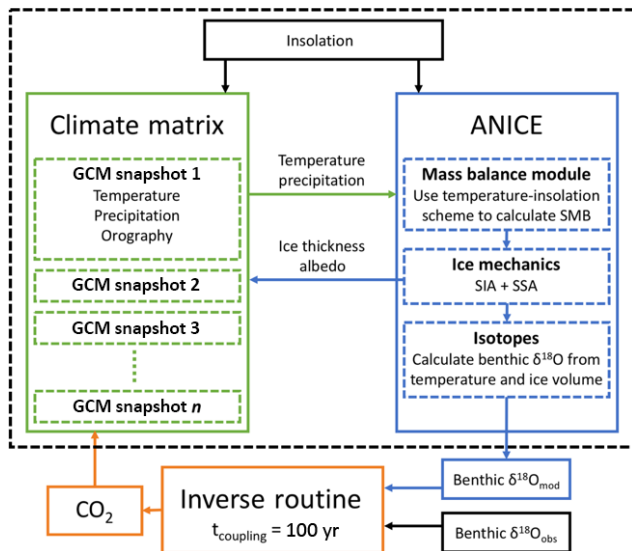 Insolation
Climate matrix
GCM snapshot 1
Temperature
Precipitation
Orography
GCM snapshot 2
GCM snapshot 3
GCM snapshot n
Temperature
precipitation
Ice thickness
albedo
ANICE
Mass balance module
Use temperature-insolation
scheme to calculate SMB
Ice mechanics
SIA + SSA
Isotopes
Calculate benthic δ¹⁸O from
temperature and ice volume
Benthic δ¹⁸Omod
Benthic δ¹⁸Oobs
Inverse routine
tcoupling = 100 yr
CO₂